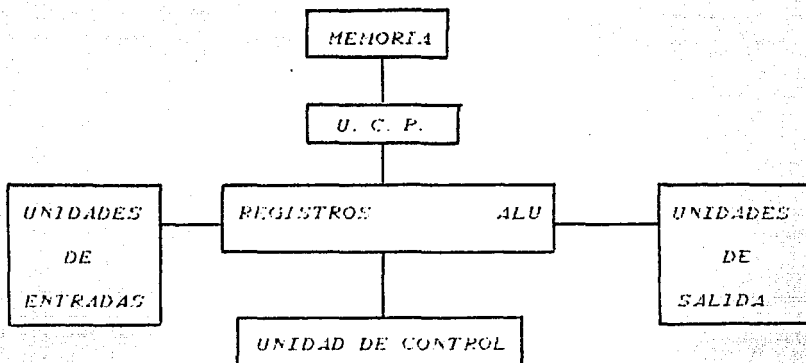 MEMORIA
U. C. P.
UNIDADES
DE
ENTRADAS
REGISTROS ALU
UNIDADES
DE
SALIDA
UNIDAD DE CONTROL